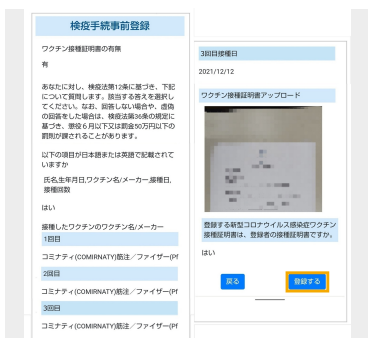 検疫手続事前登録
ワクチン接種証明書の有無
有
あなたに対し、検疫法第12条に基づき、下記
について質問します。該当する答えを選択し
てください。なお、回答しない場合や、虚偽
の回答をした場合は、検疫法第36条の規定に
基づき、懲役６月以下又は罰金50万円以下の
罰則が課されることがあります。
以下の項目が日本語または英語で記載されて
いますか
氏名,生年月日,ワクチン名/メーカー,接種日,
接種回数
はい
接種したワクチンのワクチン名/メーカー
1回目
コミナティ(COMIRNATY)筋注／ファイザー(Pf
2回目
コミナティ(COMIRNATY)筋注／ファイザー(Pf
3回目
コミナティ(COMIRNATY)筋注／ファイザー(Pf
3回目接種日
2021/12/12
ワクチン接種証明書アップロード
登録する新型コロナウイルス感染症ワクチン
接種証明書は、登録者の接種証明書ですか。
はい
戻る
登録する